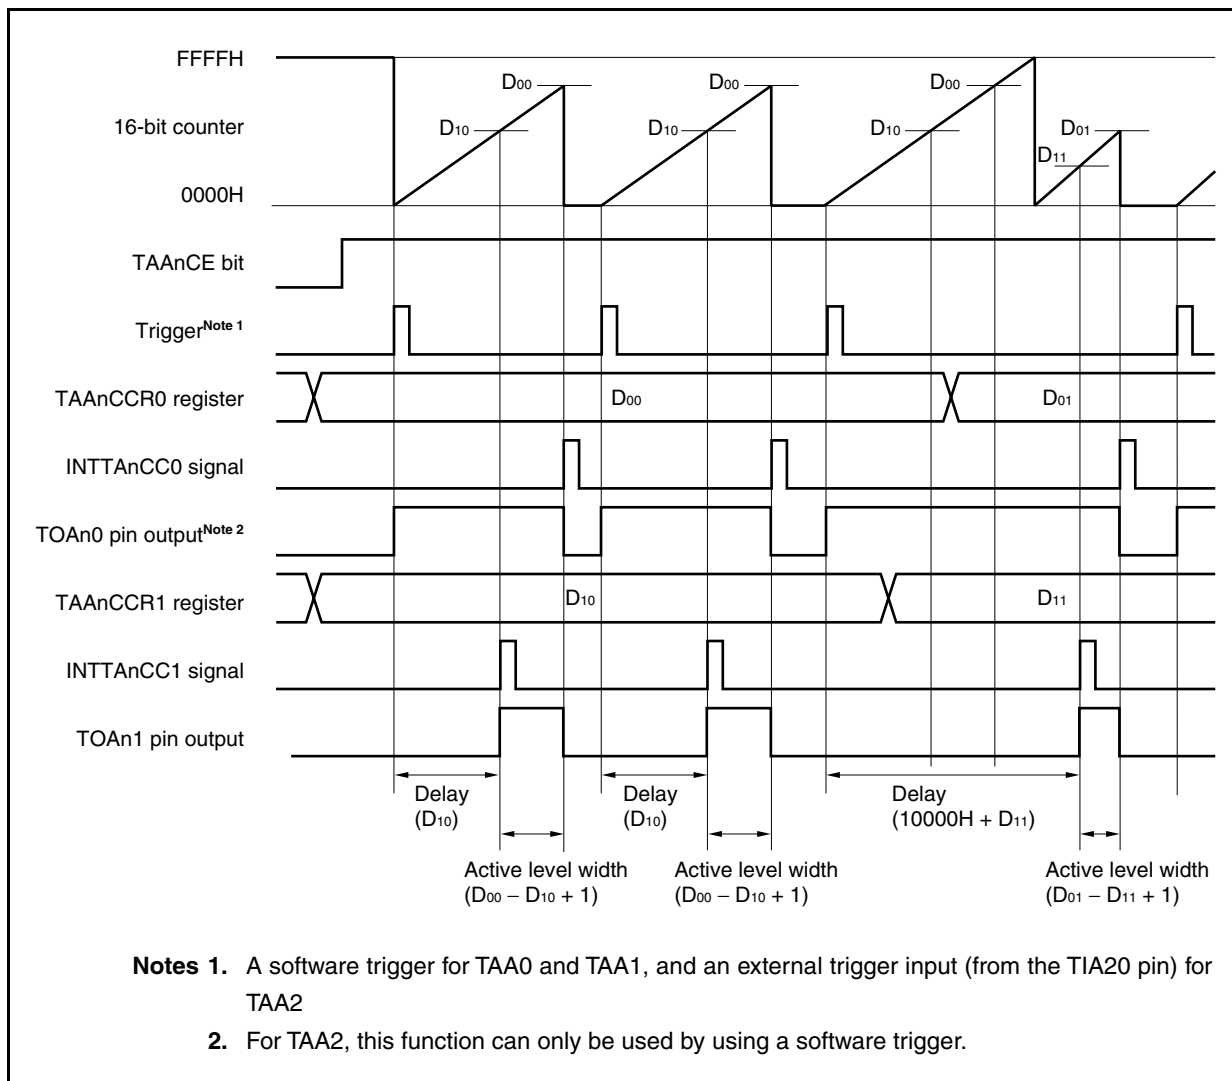 FFFFH
D00 D00 D00
16-bit counter D10 D10 D10 D01
D11
0000H
TAAnCE bit
TriggerNote 1
TAAnCCR0 register D00 D01
INTTAnCC0 signal
TOAn0 pin outputNote 2
TAAnCCR1 register D10 D11
INTTAnCC1 signal
TOAn1 pin output
Delay Delay Delay
(D10) (D10) (10000H + D11)
Active level width Active level width Active level width
(D00 − D10 + 1) (D00 − D10 + 1) (D01 − D11 + 1)
Notes 1. A software trigger for TAA0 and TAA1, and an external trigger input (from the TIA20 pin) for
TAA2
2. For TAA2, this function can only be used by using a software trigger.